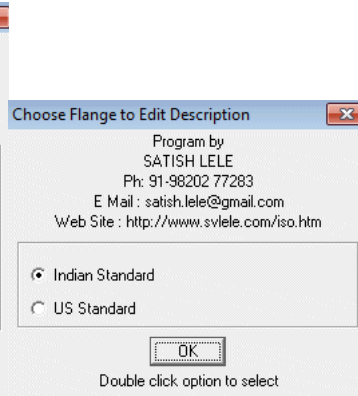 Choose Flange to Edit Description
Program by
SATISH LELE
Ph: 91-98202 77283
E Mail : satish.lele@gmail.com
Web Site : http://www.svlele.com/iso.htm
Indian Standard
US Standard
OK
Double click option to select